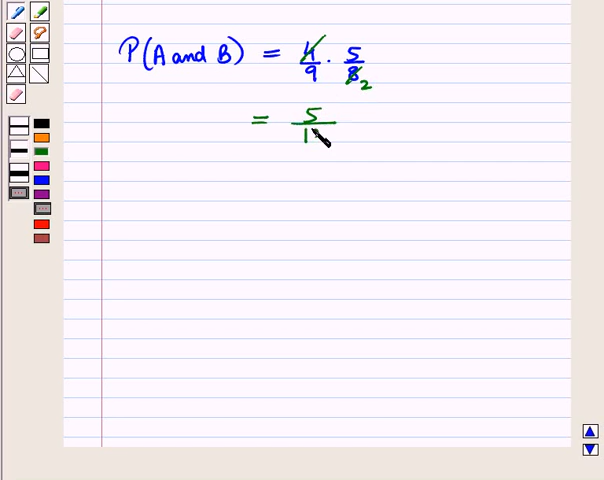 P(A and B) = 4/9 · 5/8 2
= 5/1